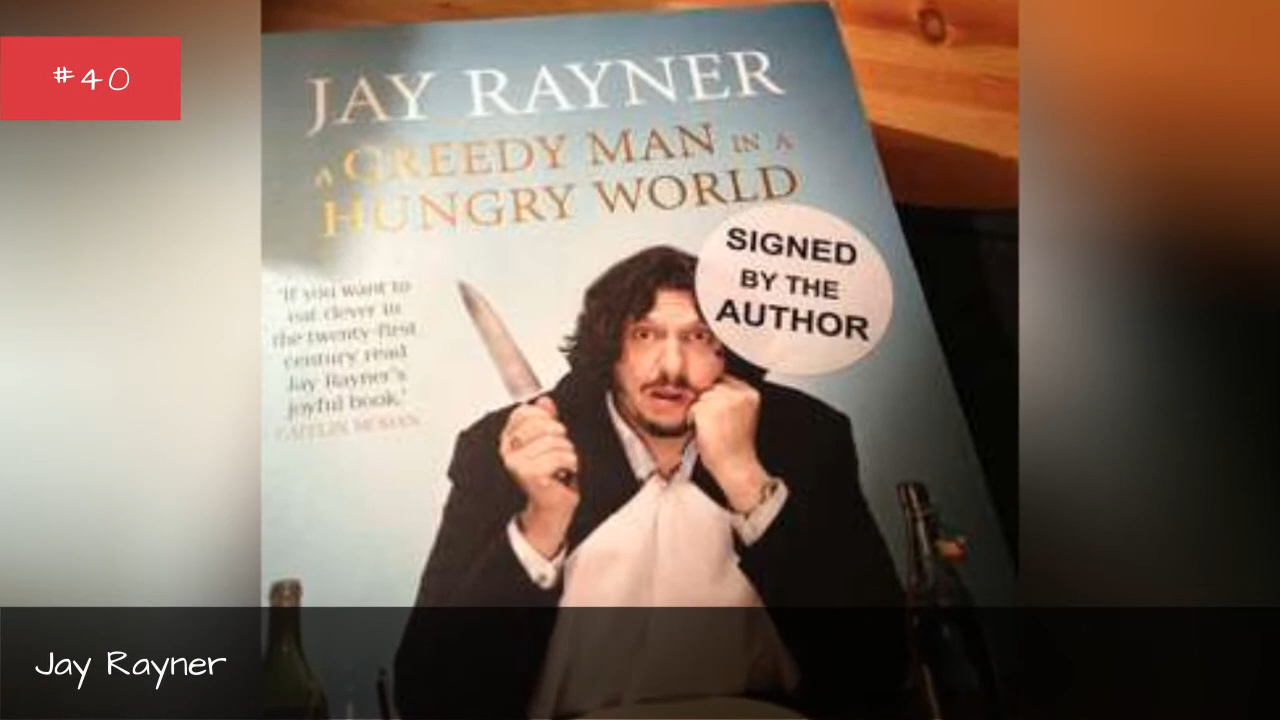 #40
JAY RAYNER
A GREEDY MAN IN A
HUNGRY WORLD
SIGNED
BY THE
AUTHOR
'If you want to
eat clever in
the twenty-first
century read
Jay Rayner's
joyful book.'
CAITLIN MORAN
Jay Rayner